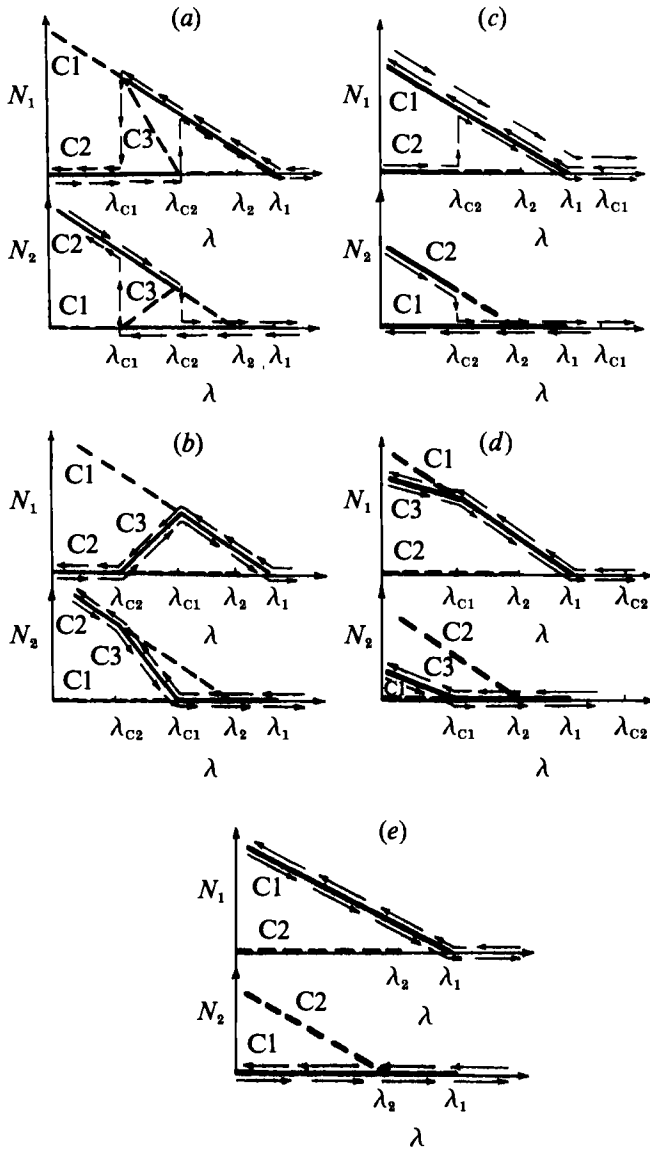 (a)
N₁
C1
C2
C3
λC1 λC2 λ₂ λ₁
λ
N₂
C2
C1
C3
λC1 λC2 λ₂ λ₁
λ
(c)
N₁
C1
C2
λC2 λ₂ λ₁ λC1
λ
N₂
C2
C1
λC2 λ₂ λ₁ λC1
λ
(b)
N₁
C1
C2
C3
λC2 λC1 λ₂ λ₁
λ
N₂
C2
C3
C1
λC2 λC1 λ₂ λ₁
λ
(d)
N₁
C1
C3
C2
λC1 λ₂ λ₁ λC2
λ
N₂
C2
C3
C1
λC1 λ₂ λ₁ λC2
λ
(e)
N₁
C1
C2
λ₂ λ₁
λ
N₂
C2
C1
λ₂ λ₁
λ